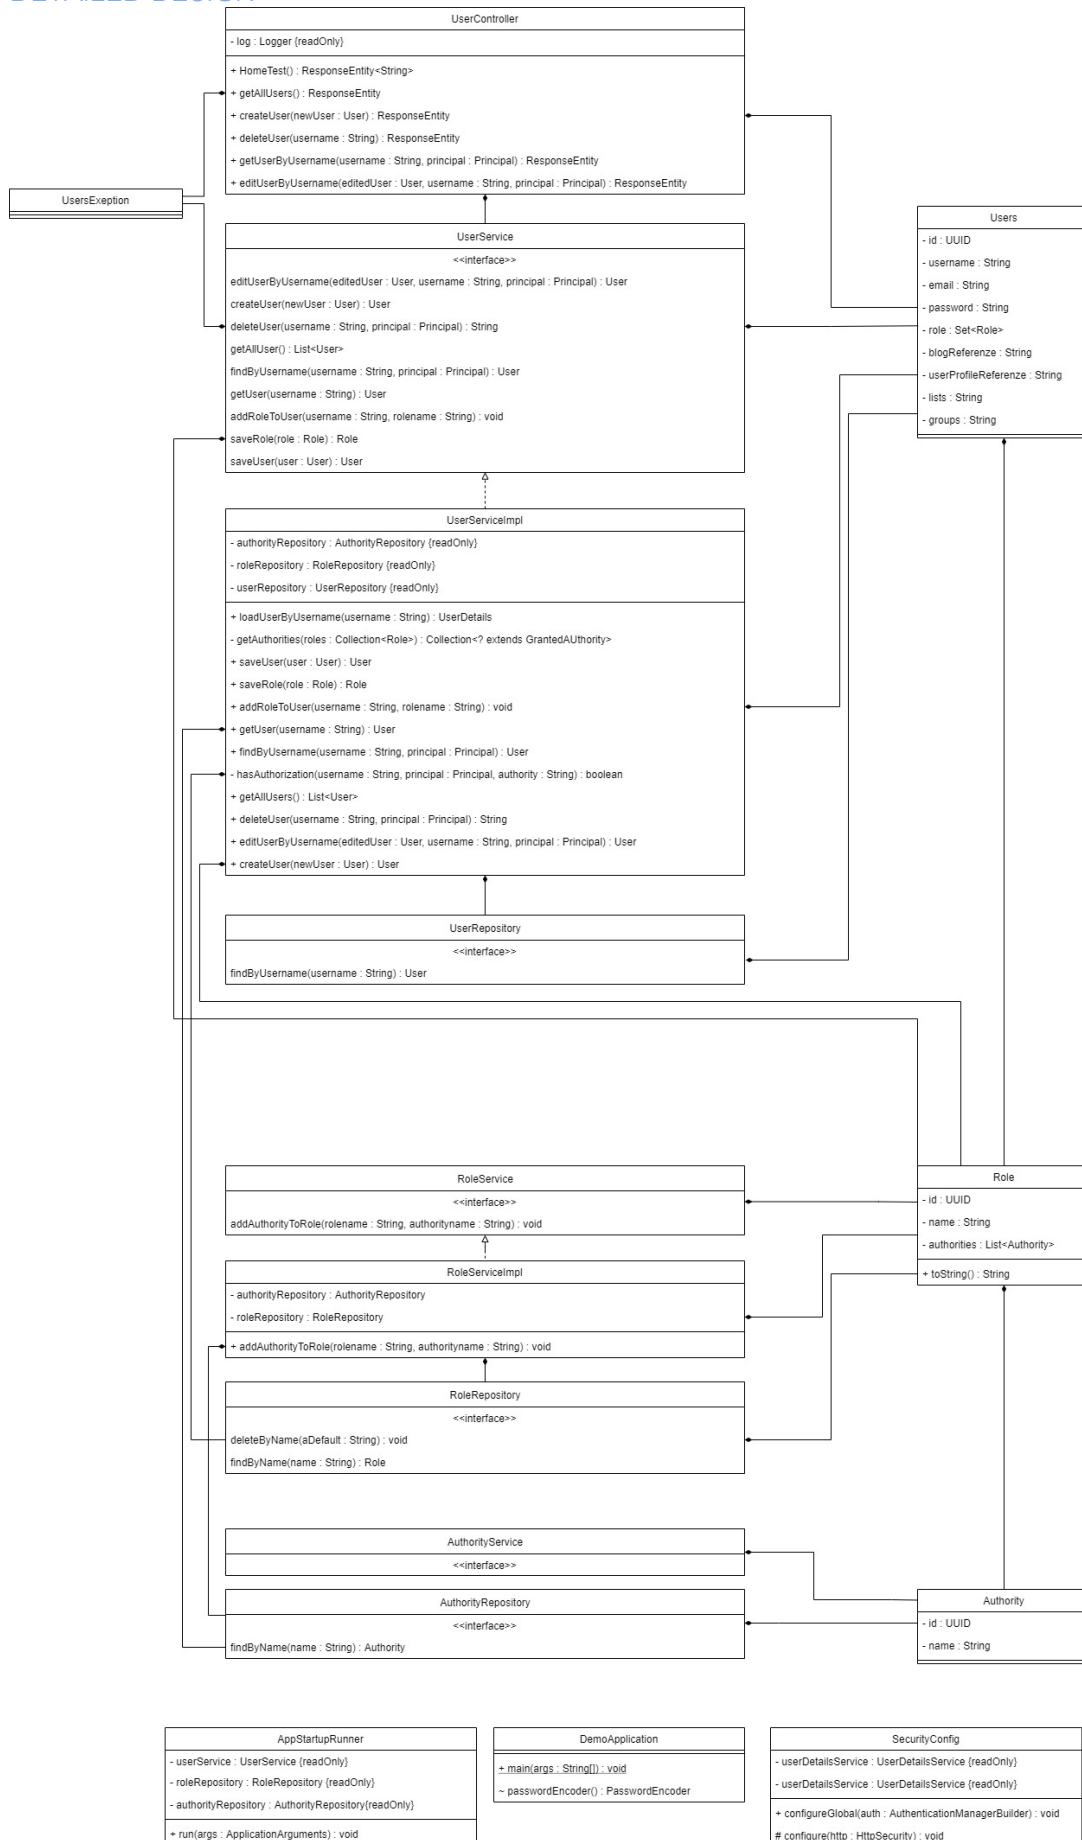 DETAILED DESIGN
UserController
- log : Logger {readOnly}
+ HomeTest() : ResponseEntity<String>
+ getAllUsers() : ResponseEntity
+ createUser(newUser : User) : ResponseEntity
+ deleteUser(username : String) : ResponseEntity
+ getUserByUsername(username : String, principal : Principal) : ResponseEntity
+ editUserByUsername(editedUser : User, username : String, principal : Principal) : ResponseEntity
UsersExeption
UserService
<<interface>>
editUserByUsername(editedUser : User, username : String, principal : Principal) : User
createUser(newUser : User) : User
deleteUser(username : String, principal : Principal) : String
getAllUser() : List<User>
findByUsername(username : String, principal : Principal) : User
getUser(username : String) : User
addRoleToUser(username : String, rolename : String) : void
saveRole(role : Role) : Role
saveUser(user : User) : User
Users
- id : UUID
- username : String
- email : String
- password : String
- role : Set<Role>
- blogReferenze : String
- userProfileReferenze : String
- lists : String
- groups : String
UserServiceImpl
- authorityRepository : AuthorityRepository {readOnly}
- roleRepository : RoleRepository {readOnly}
- userRepository : UserRepository {readOnly}
+ loadUserByUsername(username : String) : UserDetails
- getAuthorities(roles : Collection<Role>) : Collection<? extends GrantedAUthority>
+ saveUser(user : User) : User
+ saveRole(role : Role) : Role
+ addRoleToUser(username : String, rolename : String) : void
+ getUser(username : String) : User
+ findByUsername(username : String, principal : Principal) : User
- hasAuthorization(username : String, principal : Principal, authority : String) : boolean
+ getAllUsers() : List<User>
+ deleteUser(username : String, principal : Principal) : String
+ editUserByUsername(editedUser : User, username : String, principal : Principal) : User
+ createUser(newUser : User) : User
UserRepository
<<interface>>
findByUsername(username : String) : User
RoleService
<<interface>>
addAuthorityToRole(rolename : String, authorityname : String) : void
Role
- id : UUID
- name : String
- authorities : List<Authority>
+ toString() : String
RoleServiceImpl
- authorityRepository : AuthorityRepository
- roleRepository : RoleRepository
+ addAuthorityToRole(rolename : String, authorityname : String) : void
RoleRepository
<<interface>>
deleteByName(aDefault : String) : void
findByName(name : String) : Role
AuthorityService
<<interface>>
AuthorityRepository
<<interface>>
findByName(name : String) : Authority
Authority
- id : UUID
- name : String
AppStartupRunner
- userService : UserService {readOnly}
- roleRepository : RoleRepository {readOnly}
- authorityRepository : AuthorityRepository{readOnly}
+ run(args : ApplicationArguments) : void
DemoApplication
+ main(args : String[]) : void
~ passwordEncoder() : PasswordEncoder
SecurityConfig
- userDetailsService : UserDetailsService {readOnly}
- userDetailsService : UserDetailsService {readOnly}
+ configureGlobal(auth : AuthenticationManagerBuilder) : void
# configure(http : HttpSecurity) : void